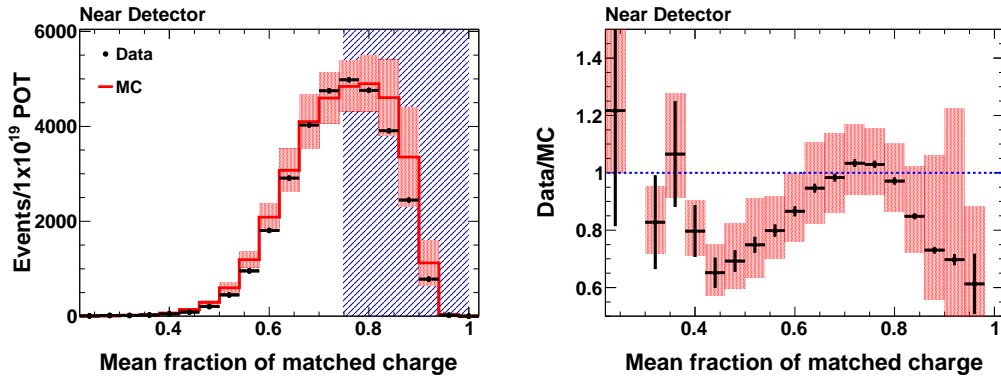 Near Detector
Events/1x10^19 POT
6000
4000
2000
0
Data
MC
0.4
0.6
0.8
1
Mean fraction of matched charge
Near Detector
Data/MC
1.4
1.2
1
0.8
0.6
0.4
0.6
0.8
1
Mean fraction of matched charge